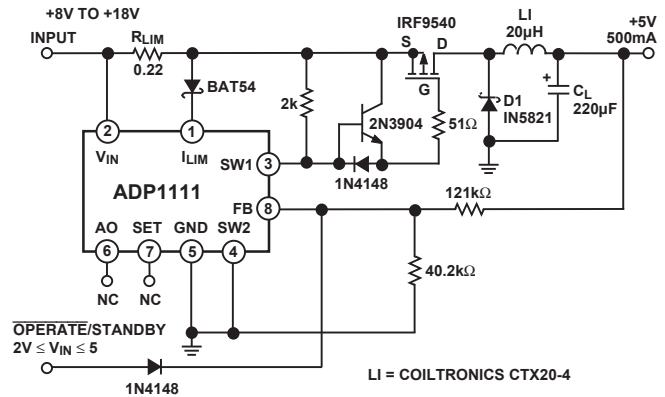 +8V TO +18V
INPUT
RLIM
0.22
BAT54
2k
IRF9540
S
D
G
2N3904
51Ω
1N4148
LI
20µH
D1
IN5821
+
CL
220µF
+5V
500mA
2
VIN
1
ILIM
SW1
3
ADP1111
FB
8
AO
SET
GND
SW2
6
7
5
4
NC
NC
121kΩ
40.2kΩ
OPERATE/STANDBY
2V ≤ VIN ≤ 5
1N4148
LI = COILTRONICS CTX20-4